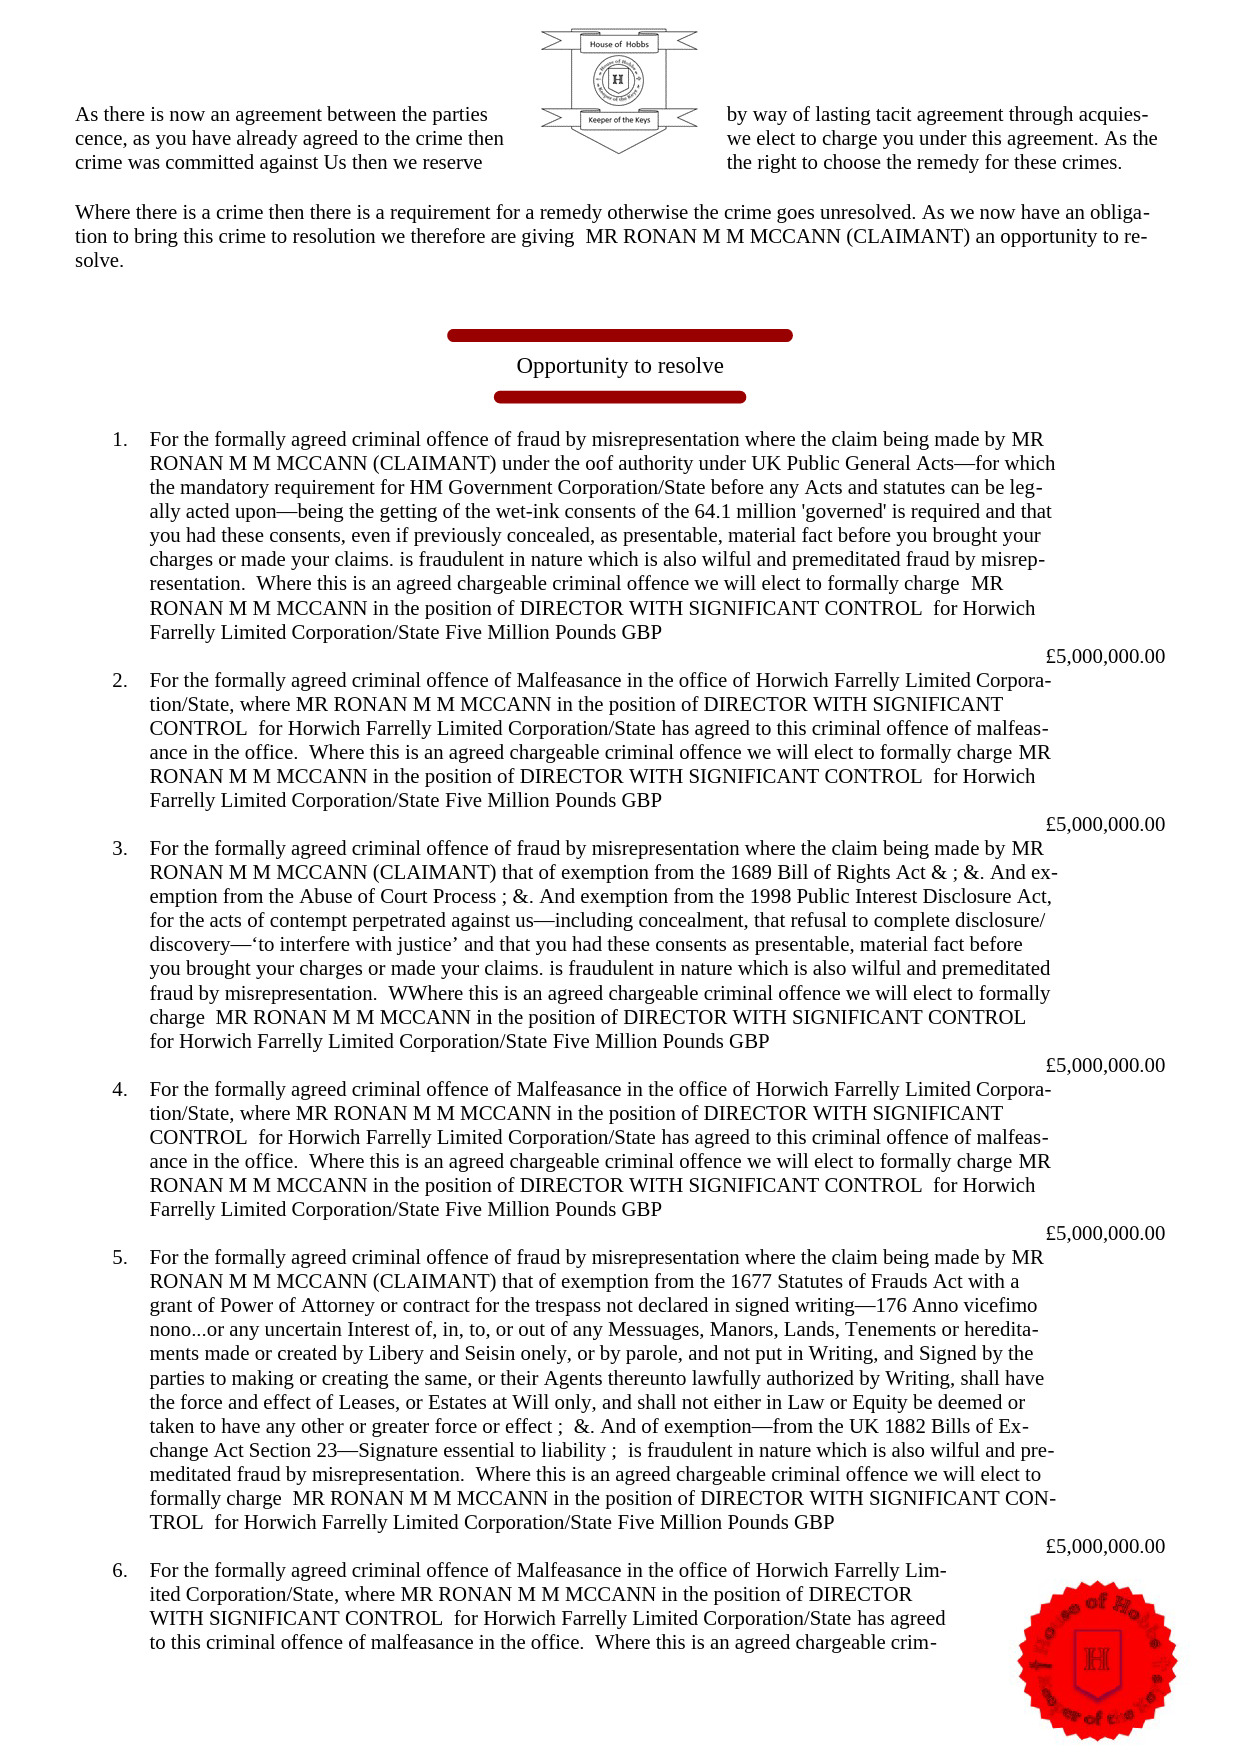 House of Hobbs
House of Hobbs
H
Keeper of the Keys
Keeper of the Keys
As there is now an agreement between the parties by way of lasting tacit agreement through acquies-
cence, as you have already agreed to the crime then we elect to charge you under this agreement. As the
crime was committed against Us then we reserve the right to choose the remedy for these crimes.
Where there is a crime then there is a requirement for a remedy otherwise the crime goes unresolved. As we now have an obliga-
tion to bring this crime to resolution we therefore are giving  MR RONAN M M MCCANN (CLAIMANT) an opportunity to re-
solve.
Opportunity to resolve
1. For the formally agreed criminal offence of fraud by misrepresentation where the claim being made by MR
RONAN M M MCCANN (CLAIMANT) under the oof authority under UK Public General Acts—for which
the mandatory requirement for HM Government Corporation/State before any Acts and statutes can be leg-
ally acted upon—being the getting of the wet-ink consents of the 64.1 million 'governed' is required and that
you had these consents, even if previously concealed, as presentable, material fact before you brought your
charges or made your claims. is fraudulent in nature which is also wilful and premeditated fraud by misrep-
resentation.  Where this is an agreed chargeable criminal offence we will elect to formally charge  MR
RONAN M M MCCANN in the position of DIRECTOR WITH SIGNIFICANT CONTROL  for Horwich
Farrelly Limited Corporation/State Five Million Pounds GBP
£5,000,000.00
2. For the formally agreed criminal offence of Malfeasance in the office of Horwich Farrelly Limited Corpora-
tion/State, where MR RONAN M M MCCANN in the position of DIRECTOR WITH SIGNIFICANT
CONTROL  for Horwich Farrelly Limited Corporation/State has agreed to this criminal offence of malfeas-
ance in the office.  Where this is an agreed chargeable criminal offence we will elect to formally charge MR
RONAN M M MCCANN in the position of DIRECTOR WITH SIGNIFICANT CONTROL  for Horwich
Farrelly Limited Corporation/State Five Million Pounds GBP
£5,000,000.00
3. For the formally agreed criminal offence of fraud by misrepresentation where the claim being made by MR
RONAN M M MCCANN (CLAIMANT) that of exemption from the 1689 Bill of Rights Act & ; &. And ex-
emption from the Abuse of Court Process ; &. And exemption from the 1998 Public Interest Disclosure Act,
for the acts of contempt perpetrated against us—including concealment, that refusal to complete disclosure/
discovery—‘to interfere with justice’ and that you had these consents as presentable, material fact before
you brought your charges or made your claims. is fraudulent in nature which is also wilful and premeditated
fraud by misrepresentation.  WWhere this is an agreed chargeable criminal offence we will elect to formally
charge  MR RONAN M M MCCANN in the position of DIRECTOR WITH SIGNIFICANT CONTROL
for Horwich Farrelly Limited Corporation/State Five Million Pounds GBP
£5,000,000.00
4. For the formally agreed criminal offence of Malfeasance in the office of Horwich Farrelly Limited Corpora-
tion/State, where MR RONAN M M MCCANN in the position of DIRECTOR WITH SIGNIFICANT
CONTROL  for Horwich Farrelly Limited Corporation/State has agreed to this criminal offence of malfeas-
ance in the office.  Where this is an agreed chargeable criminal offence we will elect to formally charge MR
RONAN M M MCCANN in the position of DIRECTOR WITH SIGNIFICANT CONTROL  for Horwich
Farrelly Limited Corporation/State Five Million Pounds GBP
£5,000,000.00
5. For the formally agreed criminal offence of fraud by misrepresentation where the claim being made by MR
RONAN M M MCCANN (CLAIMANT) that of exemption from the 1677 Statutes of Frauds Act with a
grant of Power of Attorney or contract for the trespass not declared in signed writing—176 Anno vicefimo
nono...or any uncertain Interest of, in, to, or out of any Messuages, Manors, Lands, Tenements or heredita-
ments made or created by Libery and Seisin onely, or by parole, and not put in Writing, and Signed by the
parties to making or creating the same, or their Agents thereunto lawfully authorized by Writing, shall have
the force and effect of Leases, or Estates at Will only, and shall not either in Law or Equity be deemed or
taken to have any other or greater force or effect ;  &. And of exemption—from the UK 1882 Bills of Ex-
change Act Section 23—Signature essential to liability ;  is fraudulent in nature which is also wilful and pre-
meditated fraud by misrepresentation.  Where this is an agreed chargeable criminal offence we will elect to
formally charge  MR RONAN M M MCCANN in the position of DIRECTOR WITH SIGNIFICANT CON-
TROL  for Horwich Farrelly Limited Corporation/State Five Million Pounds GBP
£5,000,000.00
6. For the formally agreed criminal offence of Malfeasance in the office of Horwich Farrelly Lim-
ited Corporation/State, where MR RONAN M M MCCANN in the position of DIRECTOR
WITH SIGNIFICANT CONTROL  for Horwich Farrelly Limited Corporation/State has agreed
to this criminal offence of malfeasance in the office.  Where this is an agreed chargeable crim-
House of Hobbs
H